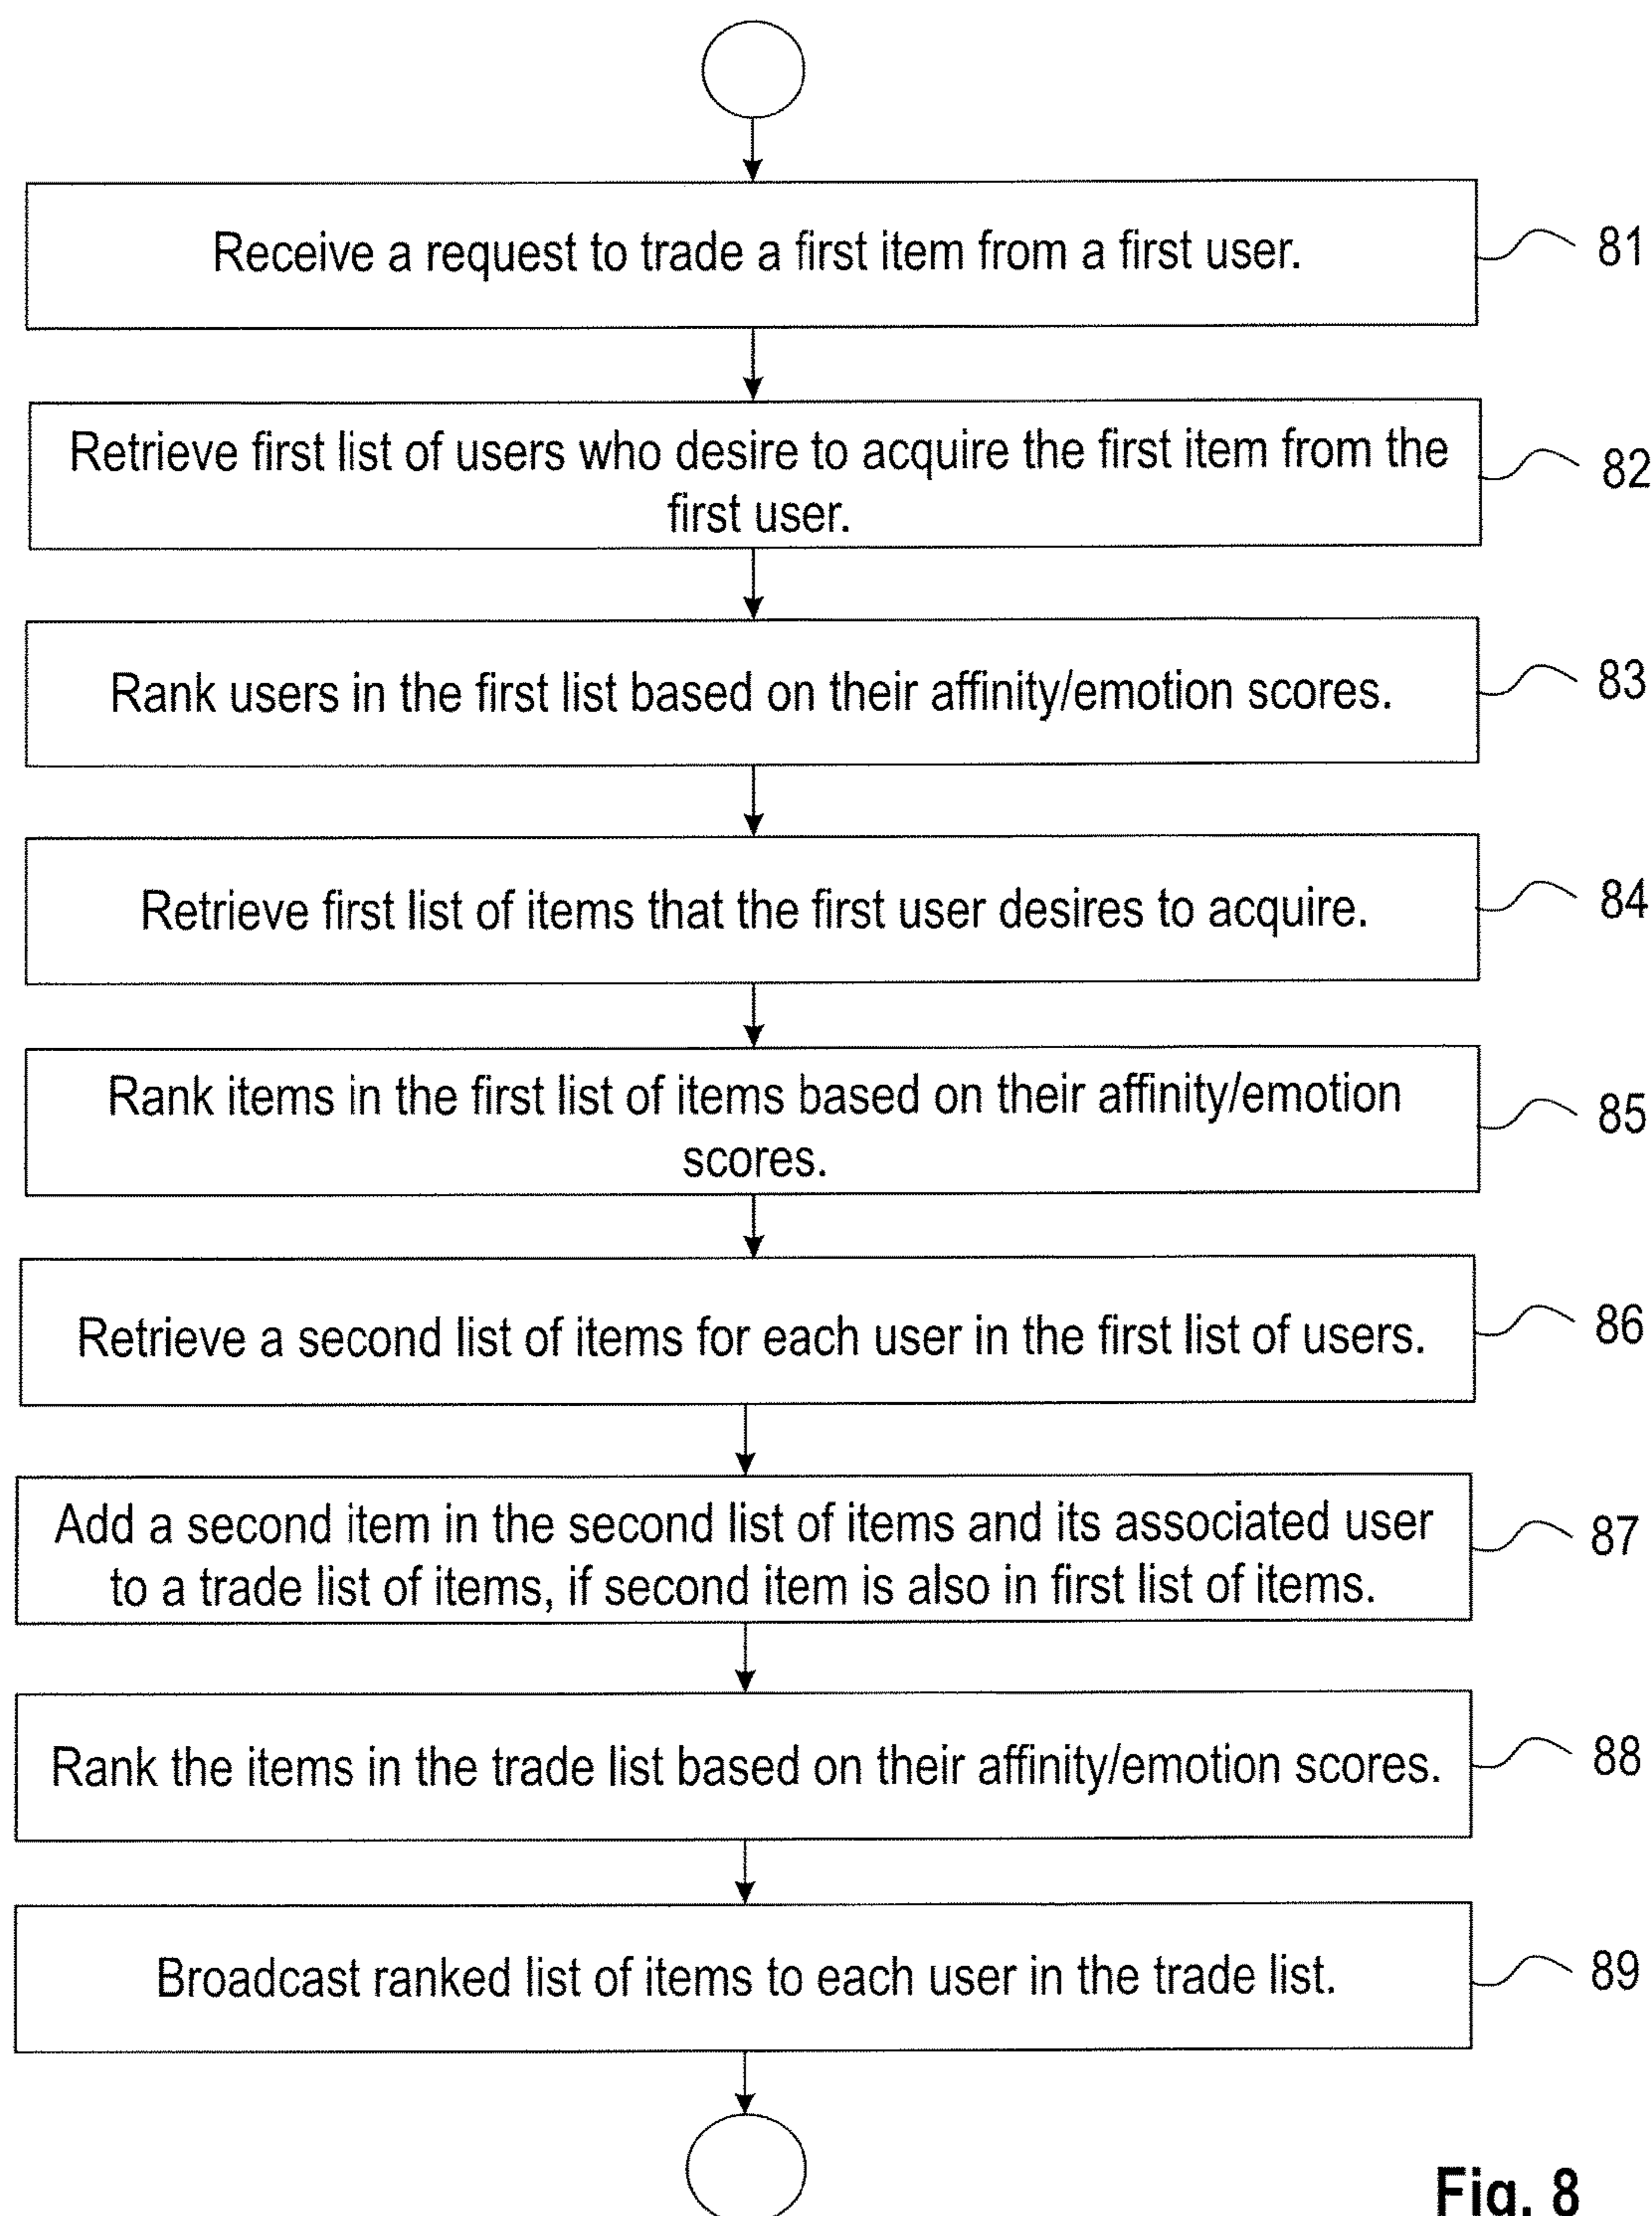 Receive a request to trade a first item from a first user.
81
Retrieve first list of users who desire to acquire the first item from the
first user.
82
Rank users in the first list based on their affinity/emotion scores.
83
Retrieve first list of items that the first user desires to acquire.
84
Rank items in the first list of items based on their affinity/emotion
scores.
85
Retrieve a second list of items for each user in the first list of users.
86
Add a second item in the second list of items and its associated user
to a trade list of items, if second item is also in first list of items.
87
Rank the items in the trade list based on their affinity/emotion scores.
88
Broadcast ranked list of items to each user in the trade list.
89
Fig. 8